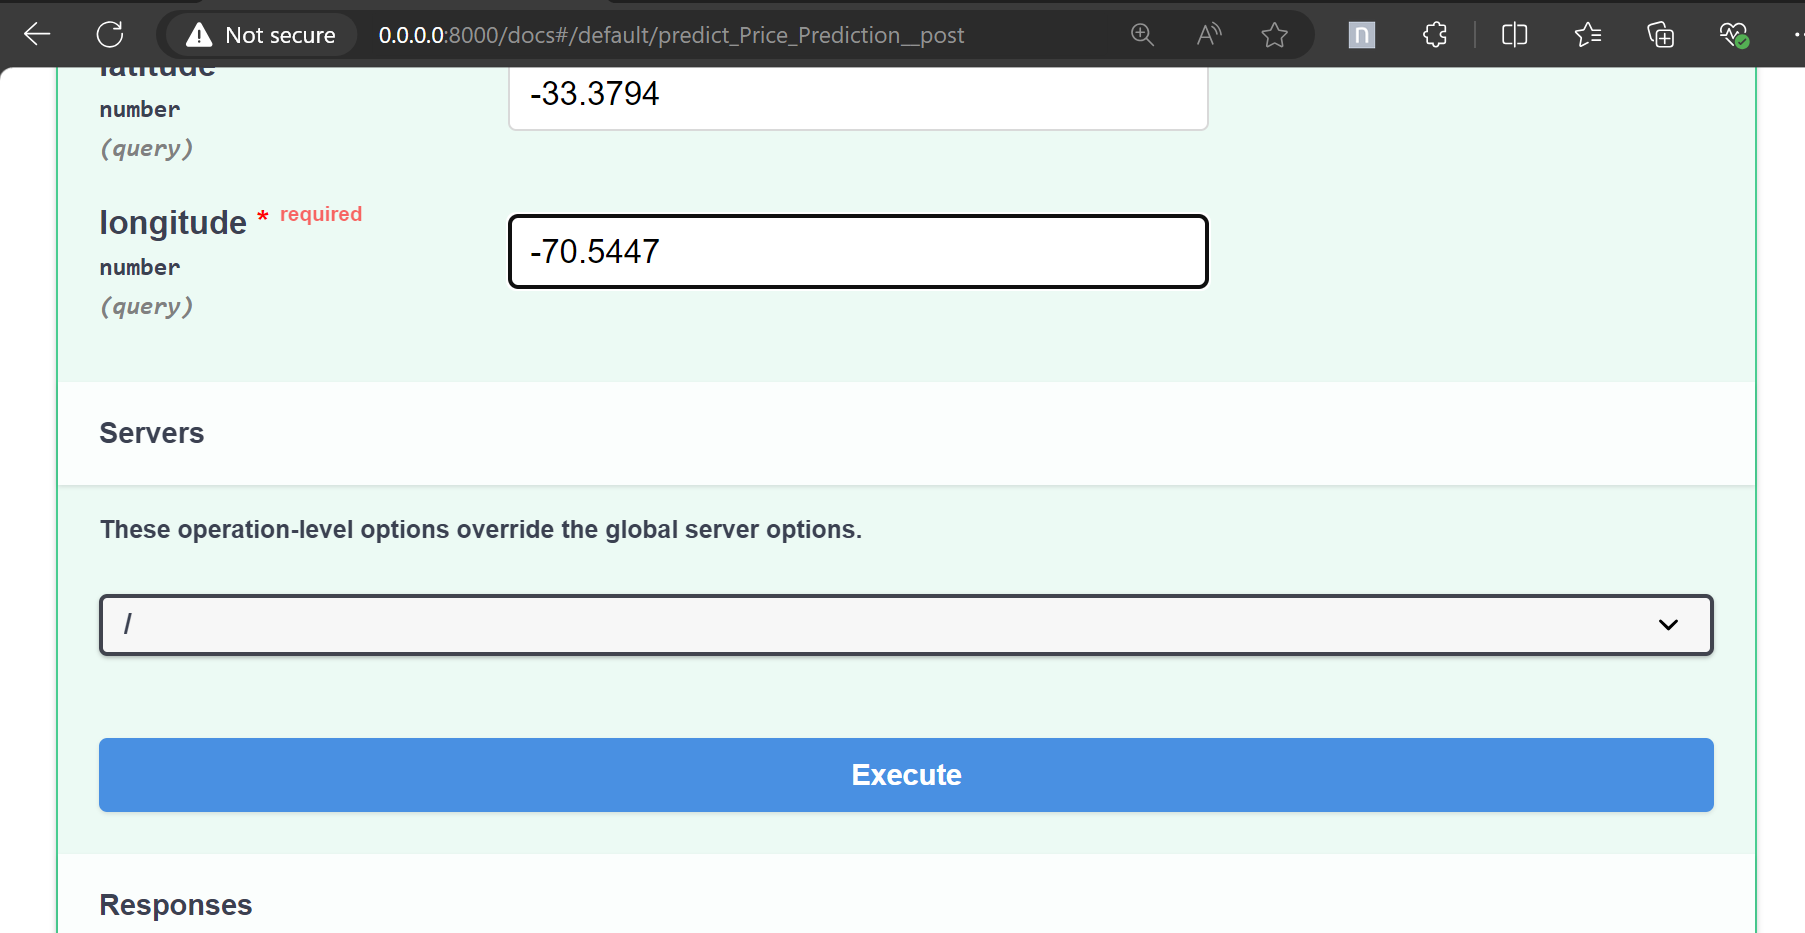 Not secure 0.0.0.0:8000/docs#/default/predict_Price_Prediction__post
latitude
-33.3794
number
(query)
longitude * required
-70.5447
number
(query)
Servers
These operation-level options override the global server options.
/
Execute
Responses